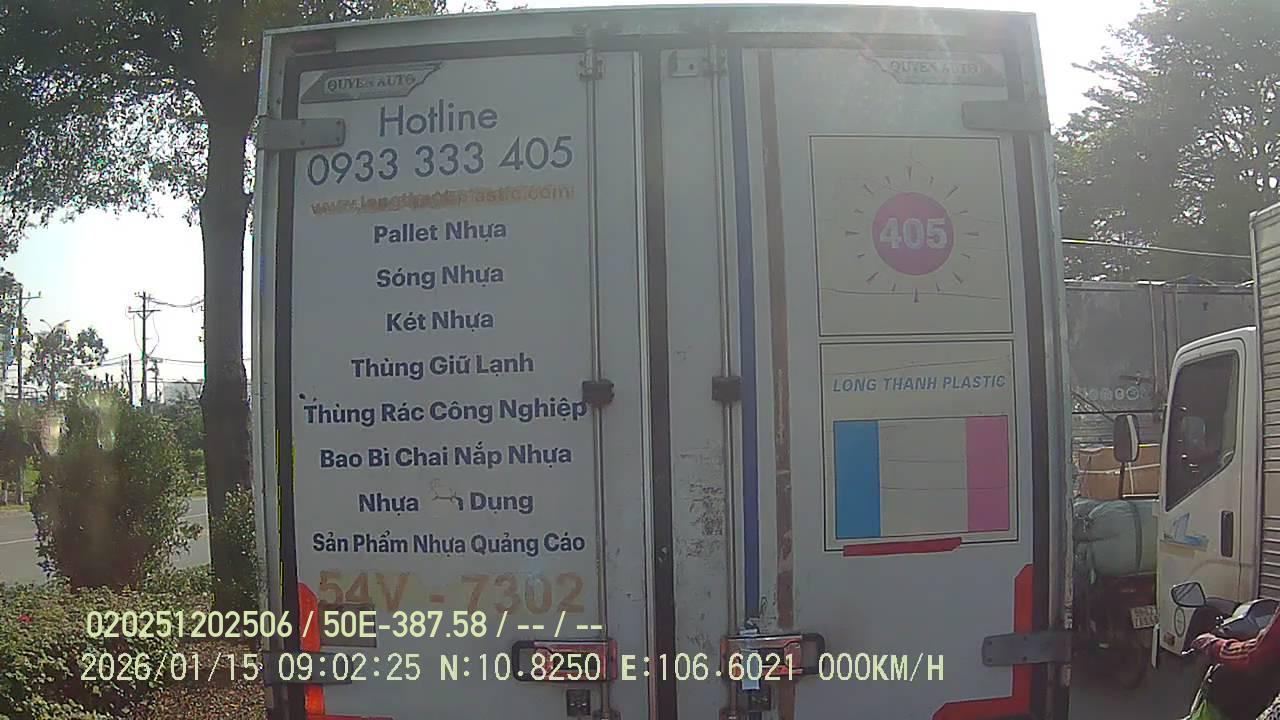 QUYEN AUTO
QUYEN AUTO
Hotline
0933 333 405
Pallet Nhựa
Sóng Nhựa
Két Nhựa
Thùng Giữ Lạnh
Thùng Rác Công Nghiệp
Bao Bì Chai Nắp Nhựa
Nhựa Dụng
Sản Phẩm Nhựa Quảng Cáo
54V - 7302
405
LONG THANH PLASTIC
020251202506 / 50E-387.58 / -- / --
2026/01/15 09:02:25 N:10.8250 E:106.6021 000KM/H